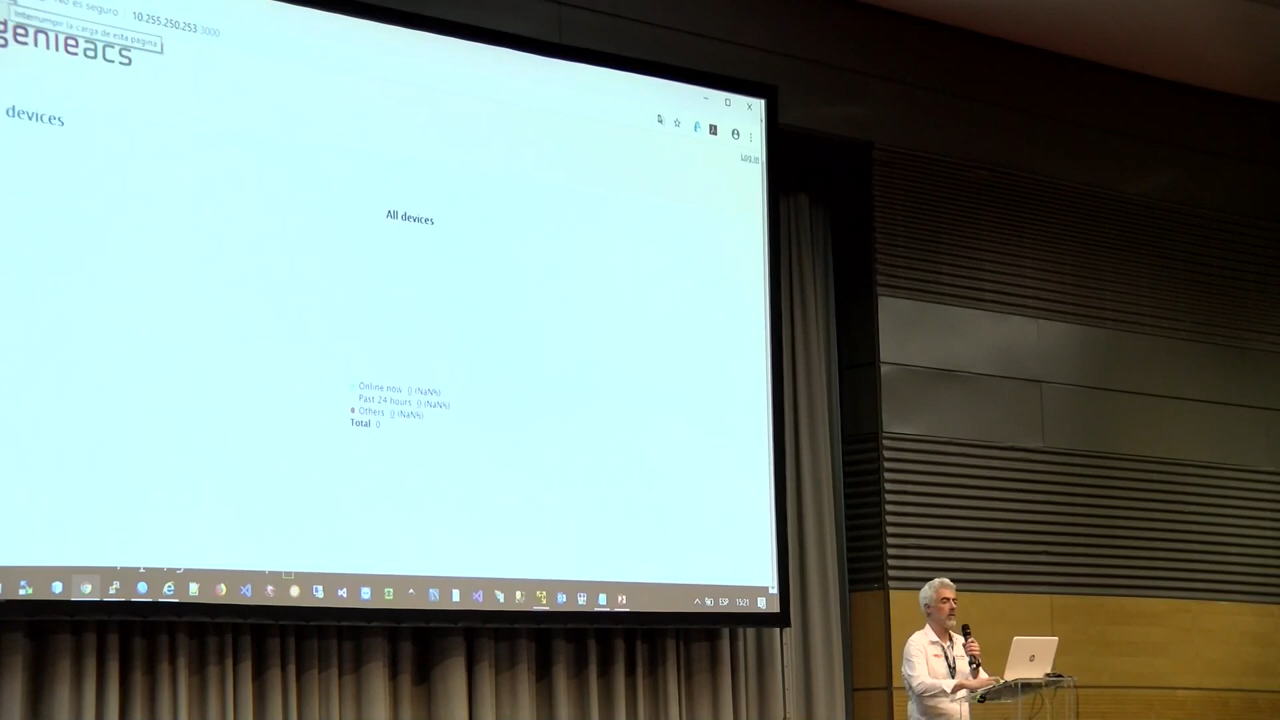 No es seguro | 10.255.250.253:3000
Interrumpir la carga de esta página
genieacs
Log in
devices
All devices
Online now 0 (NaN%)
Past 24 hours 0 (NaN%)
Others 0 (NaN%)
Total 0
ESP 15:21